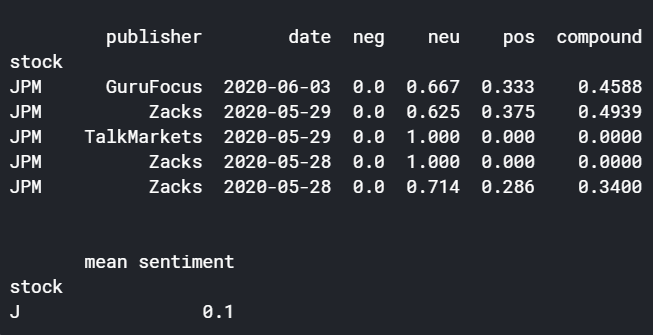 publisher date neg neu pos compound
stock
JPM GuruFocus 2020-06-03 0.0 0.667 0.333 0.4588
JPM Zacks 2020-05-29 0.0 0.625 0.375 0.4939
JPM TalkMarkets 2020-05-29 0.0 1.000 0.000 0.0000
JPM Zacks 2020-05-28 0.0 1.000 0.000 0.0000
JPM Zacks 2020-05-28 0.0 0.714 0.286 0.3400
mean sentiment
stock
J 0.1